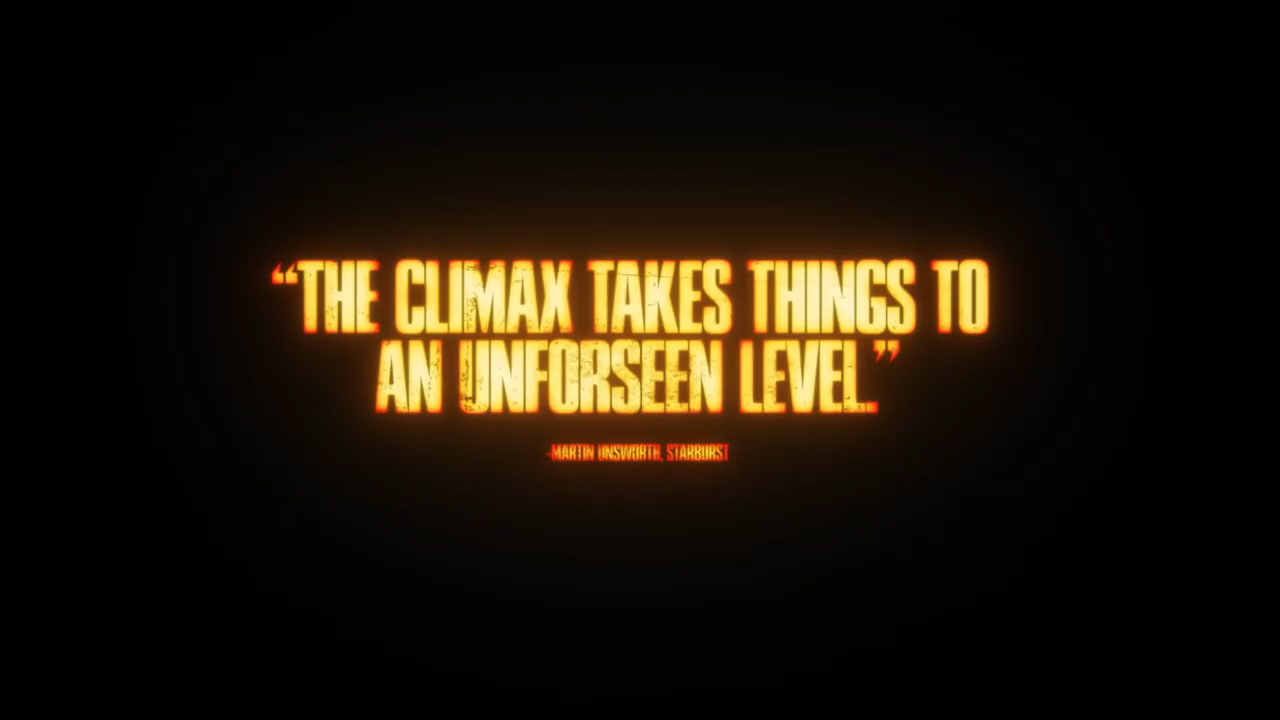 “THE CLIMAX TAKES THINGS TO
AN UNFORSEEN LEVEL.”
-MARTIN UNSWORTH, STARBURST